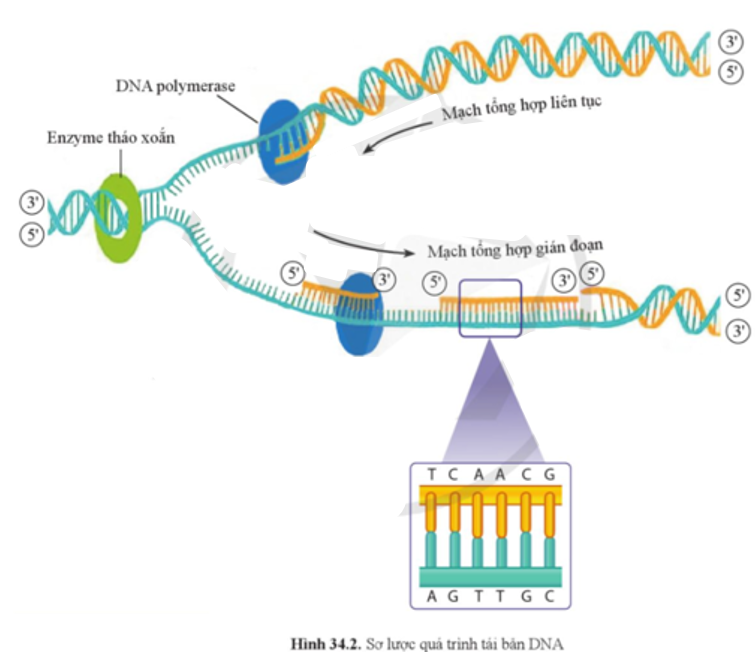 3'
5'
DNA polymerase
Mạch tổng hợp liên tục
Enzyme tháo xoắn
3'
5'
Mạch tổng hợp gián đoạn
5'
3'
5'
3'
5'
5'
3'
T C A A C G
A G T T G C
Hình 34.2. Sơ lược quá trình tái bản DNA